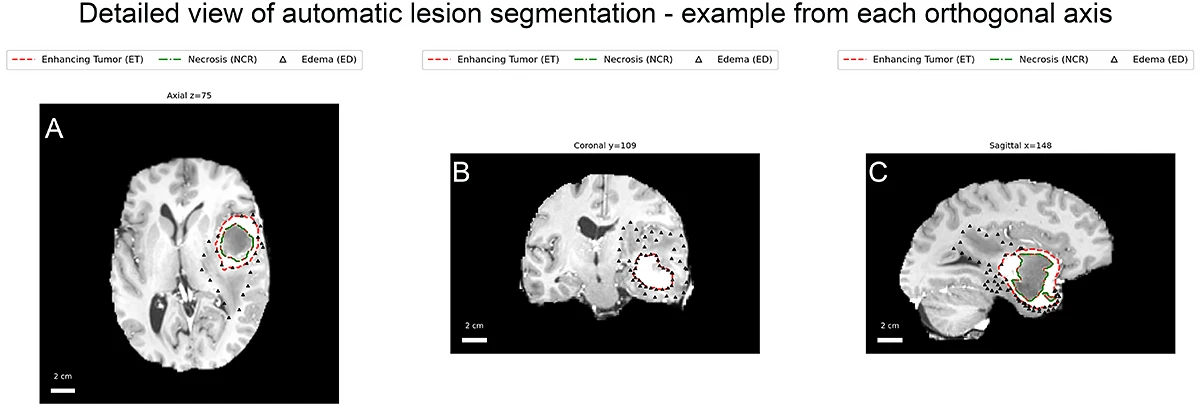 Detailed view of automatic lesion segmentation - example from each orthogonal axis
Enhancing Tumor (ET) Necrosis (NCR) Edema (ED)
Enhancing Tumor (ET) Necrosis (NCR) Edema (ED)
Enhancing Tumor (ET) Necrosis (NCR) Edema (ED)
Axial z=75
A
2 cm
Coronal y=109
B
2 cm
Sagittal x=148
C
2 cm